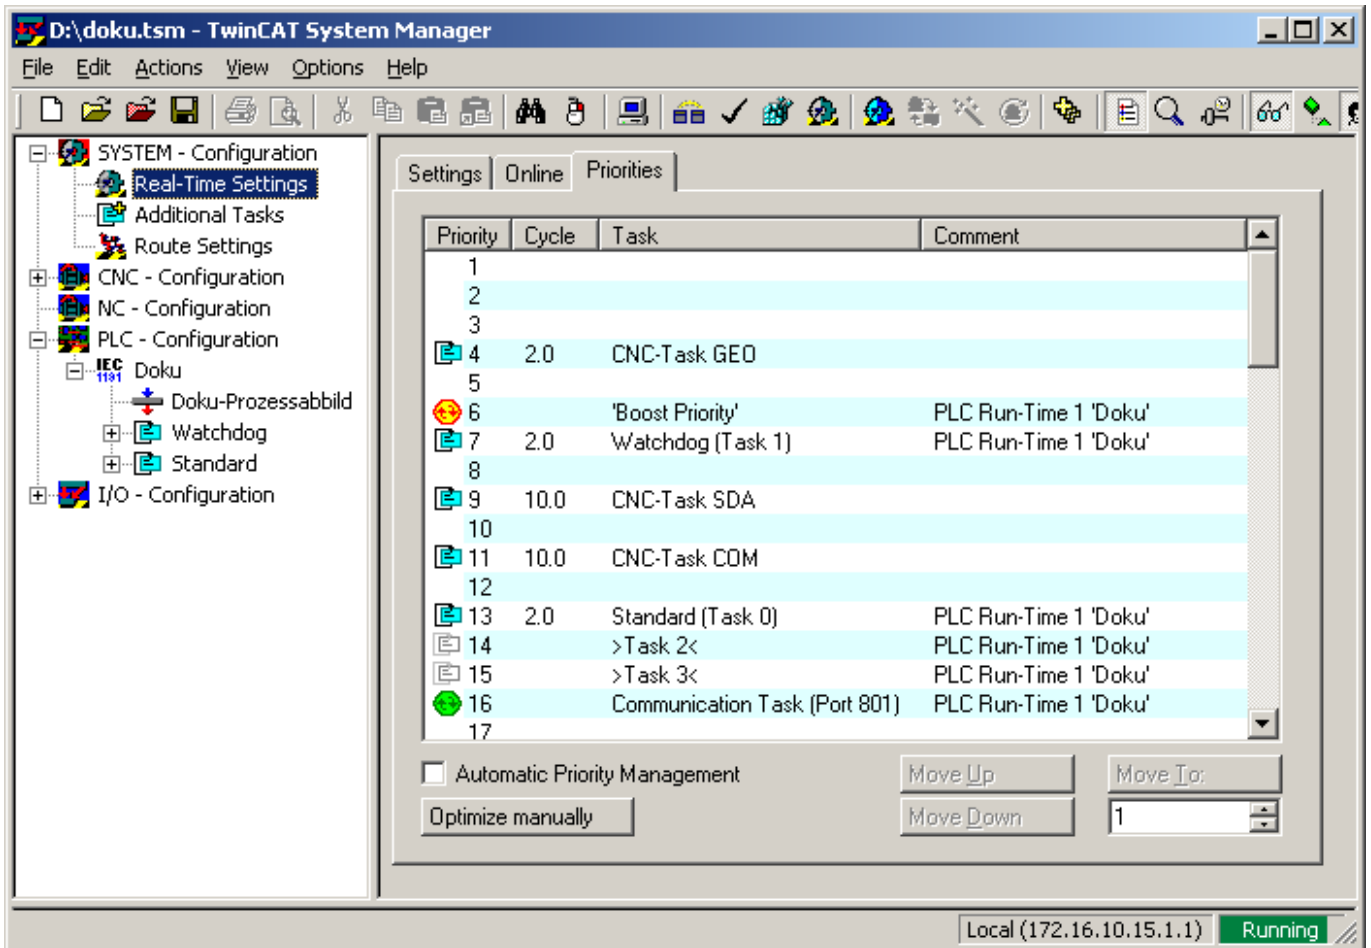 D:\doku.tsm - TwinCAT System Manager
File Edit Actions View Options Help
SYSTEM - Configuration
Real-Time Settings
Additional Tasks
Route Settings
CNC - Configuration
NC - Configuration
PLC - Configuration
IEC 1131 Doku
Doku-Prozessabbild
Watchdog
Standard
I/O - Configuration
Settings Online Priorities
Priority Cycle Task Comment
1
2
3
4 2.0 CNC-Task GEO
5
6 'Boost Priority' PLC Run-Time 1 'Doku'
7 2.0 Watchdog (Task 1) PLC Run-Time 1 'Doku'
8
9 10.0 CNC-Task SDA
10
11 10.0 CNC-Task COM
12
13 2.0 Standard (Task 0) PLC Run-Time 1 'Doku'
14 >Task 2< PLC Run-Time 1 'Doku'
15 >Task 3< PLC Run-Time 1 'Doku'
16 Communication Task (Port 801) PLC Run-Time 1 'Doku'
17
Automatic Priority Management Move Up Move To:
Optimize manually Move Down 1
Local (172.16.10.15.1.1) Running